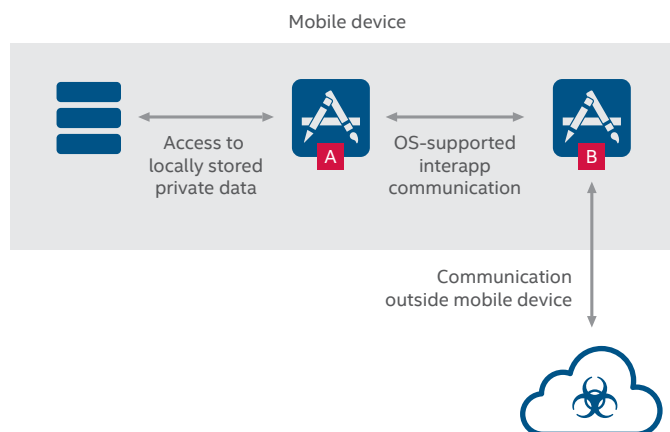 Mobile device
Access to
locally stored
private data
A
OS-supported
interapp
communication
B
Communication
outside mobile device